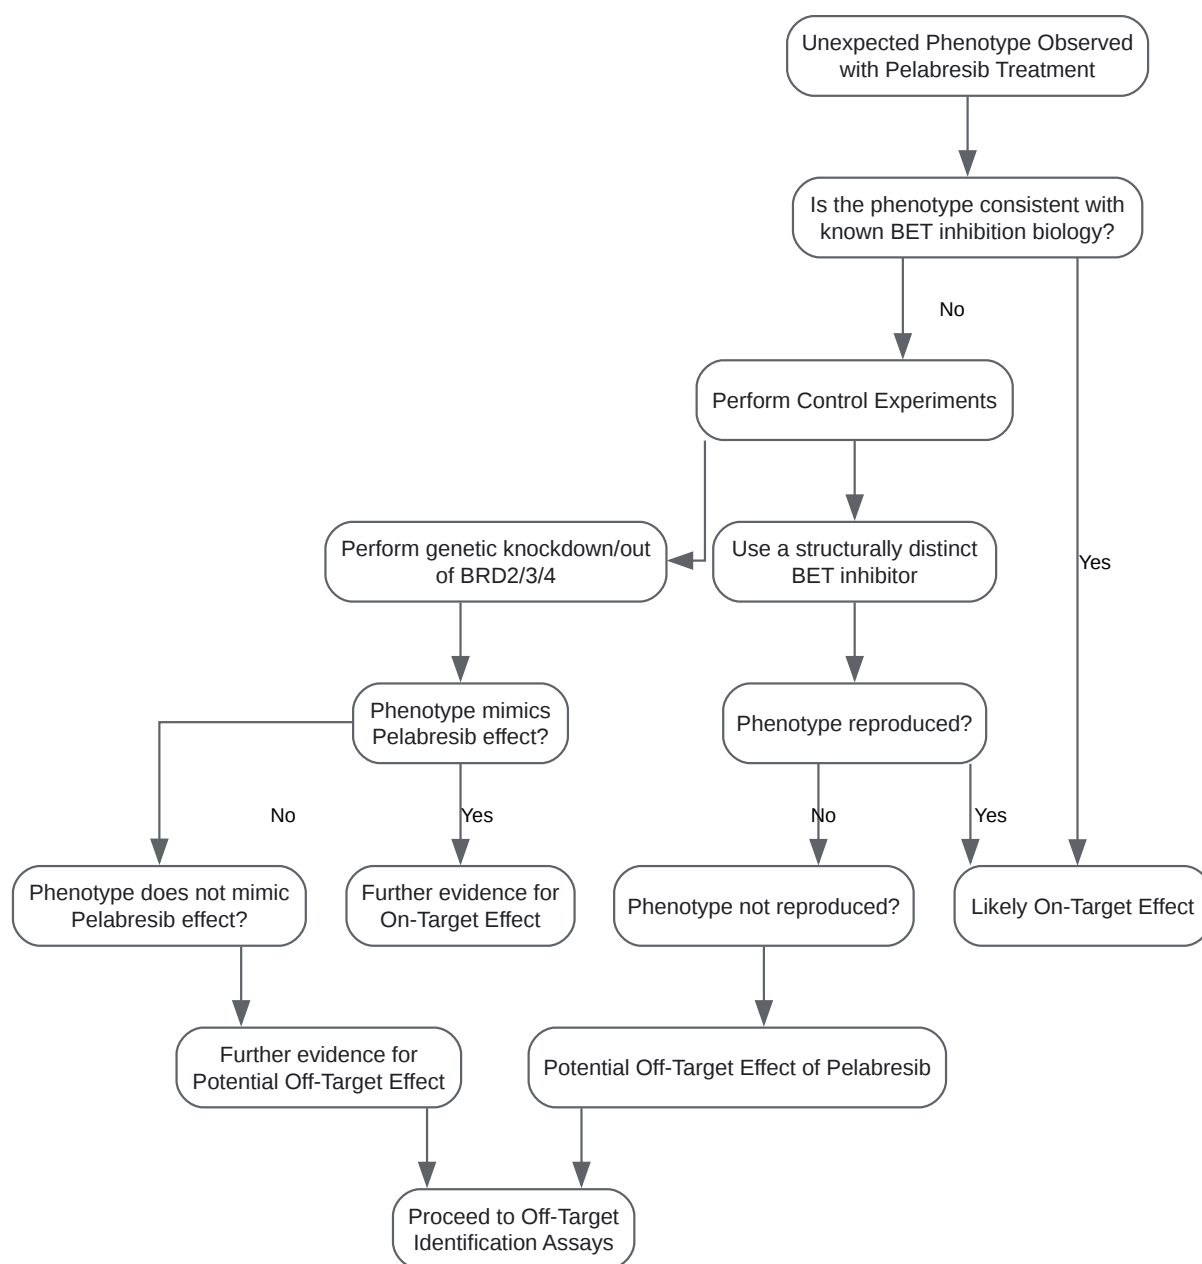 Unexpected Phenotype Observed
with Pelabresib Treatment
Is the phenotype consistent with
known BET inhibition biology?
No
Perform Control Experiments
Perform genetic knockdown/out
of BRD2/3/4
Use a structurally distinct
BET inhibitor
Yes
Phenotype mimics
Pelabresib effect?
Phenotype reproduced?
No
Yes
No
Yes
Phenotype does not mimic
Pelabresib effect?
Further evidence for
On-Target Effect
Phenotype not reproduced?
Likely On-Target Effect
Further evidence for
Potential Off-Target Effect
Potential Off-Target Effect of Pelabresib
Proceed to Off-Target
Identification Assays